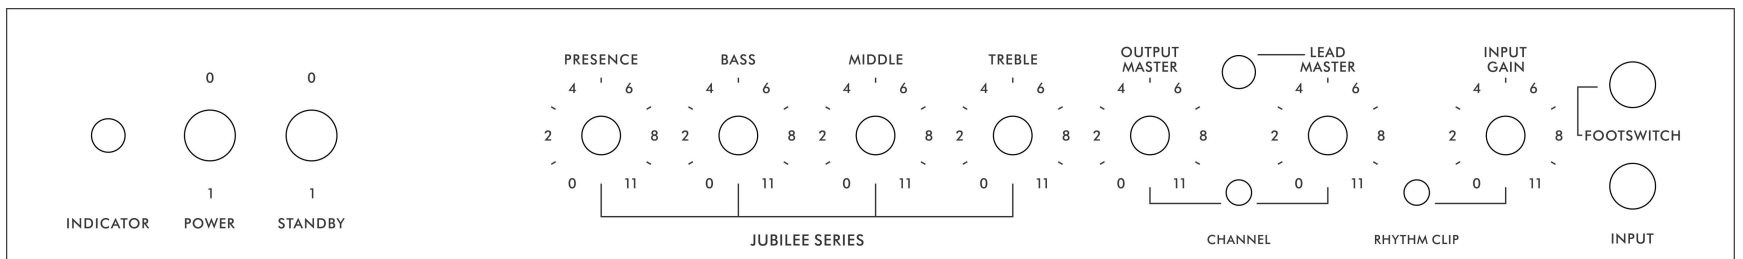 PRESENCE BASS MIDDLE TREBLE OUTPUT MASTER LEAD MASTER INPUT GAIN
0 0
4 6 4 6 4 6 4 6 4 6 4 6 4 6
2 8 2 8 2 8 2 8 2 8 2 8 2 8 FOOTSWITCH
0 11 0 11 0 11 0 11 0 11 0 11 0 11
1 1
INDICATOR POWER STANDBY
JUBILEE SERIES CHANNEL RHYTHM CLIP INPUT